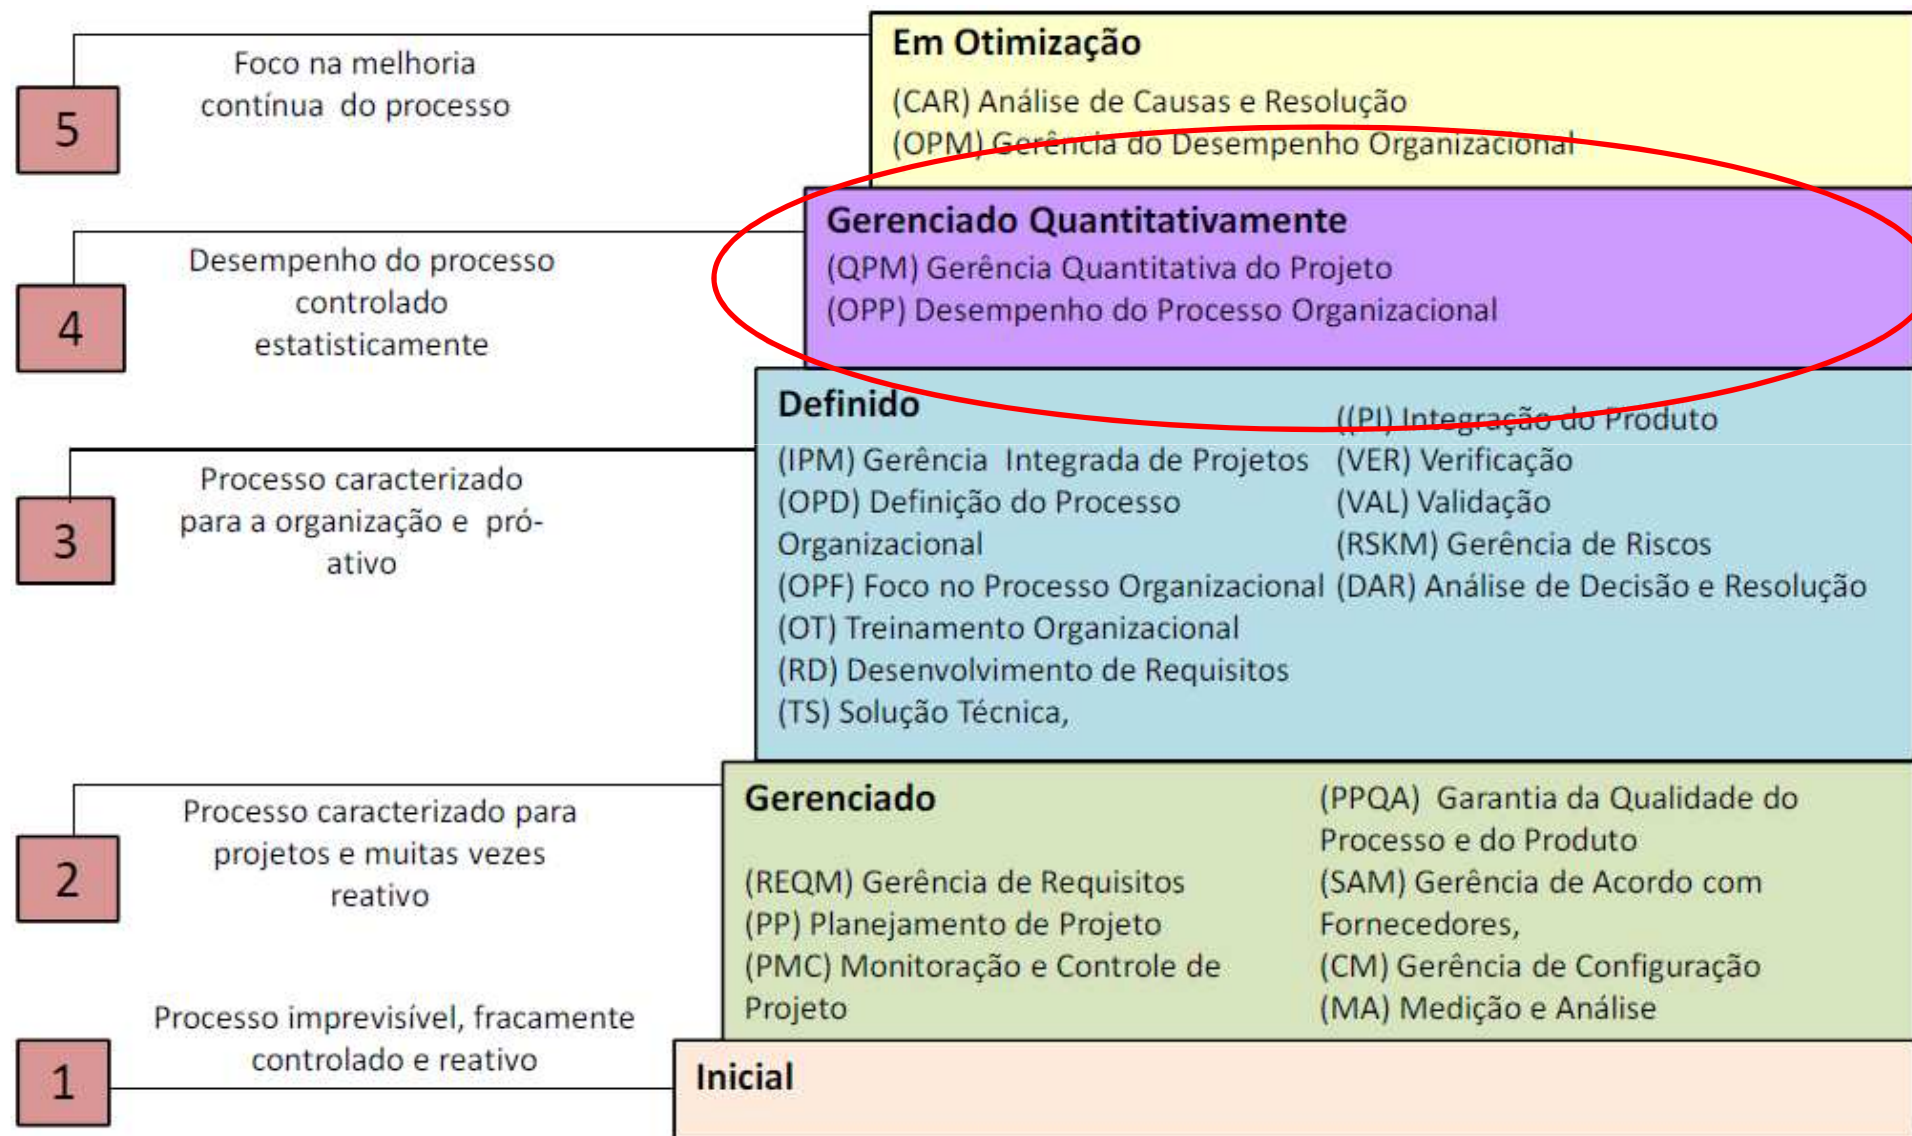 5
Foco na melhoria
contínua do processo
Em Otimização
(CAR) Análise de Causas e Resolução
(OPM) Gerência do Desempenho Organizacional
4
Desempenho do processo
controlado
estatisticamente
Gerenciado Quantitativamente
(QPM) Gerência Quantitativa do Projeto
(OPP) Desempenho do Processo Organizacional
3
Processo caracterizado
para a organização e pró-
ativo
Definido
(IPM) Gerência Integrada de Projetos
(OPD) Definição do Processo
Organizacional
(OPF) Foco no Processo Organizacional
(OT) Treinamento Organizacional
(RD) Desenvolvimento de Requisitos
(TS) Solução Técnica,
((PI) Integração do Produto
(VER) Verificação
(VAL) Validação
(RSKM) Gerência de Riscos
(DAR) Análise de Decisão e Resolução
2
Processo caracterizado para
projetos e muitas vezes
reativo
Gerenciado
(REQM) Gerência de Requisitos
(PP) Planejamento de Projeto
(PMC) Monitoração e Controle de
Projeto
(PPQA) Garantia da Qualidade do
Processo e do Produto
(SAM) Gerência de Acordo com
Fornecedores,
(CM) Gerência de Configuração
(MA) Medição e Análise
1
Processo imprevisível, fracamente
controlado e reativo
Inicial